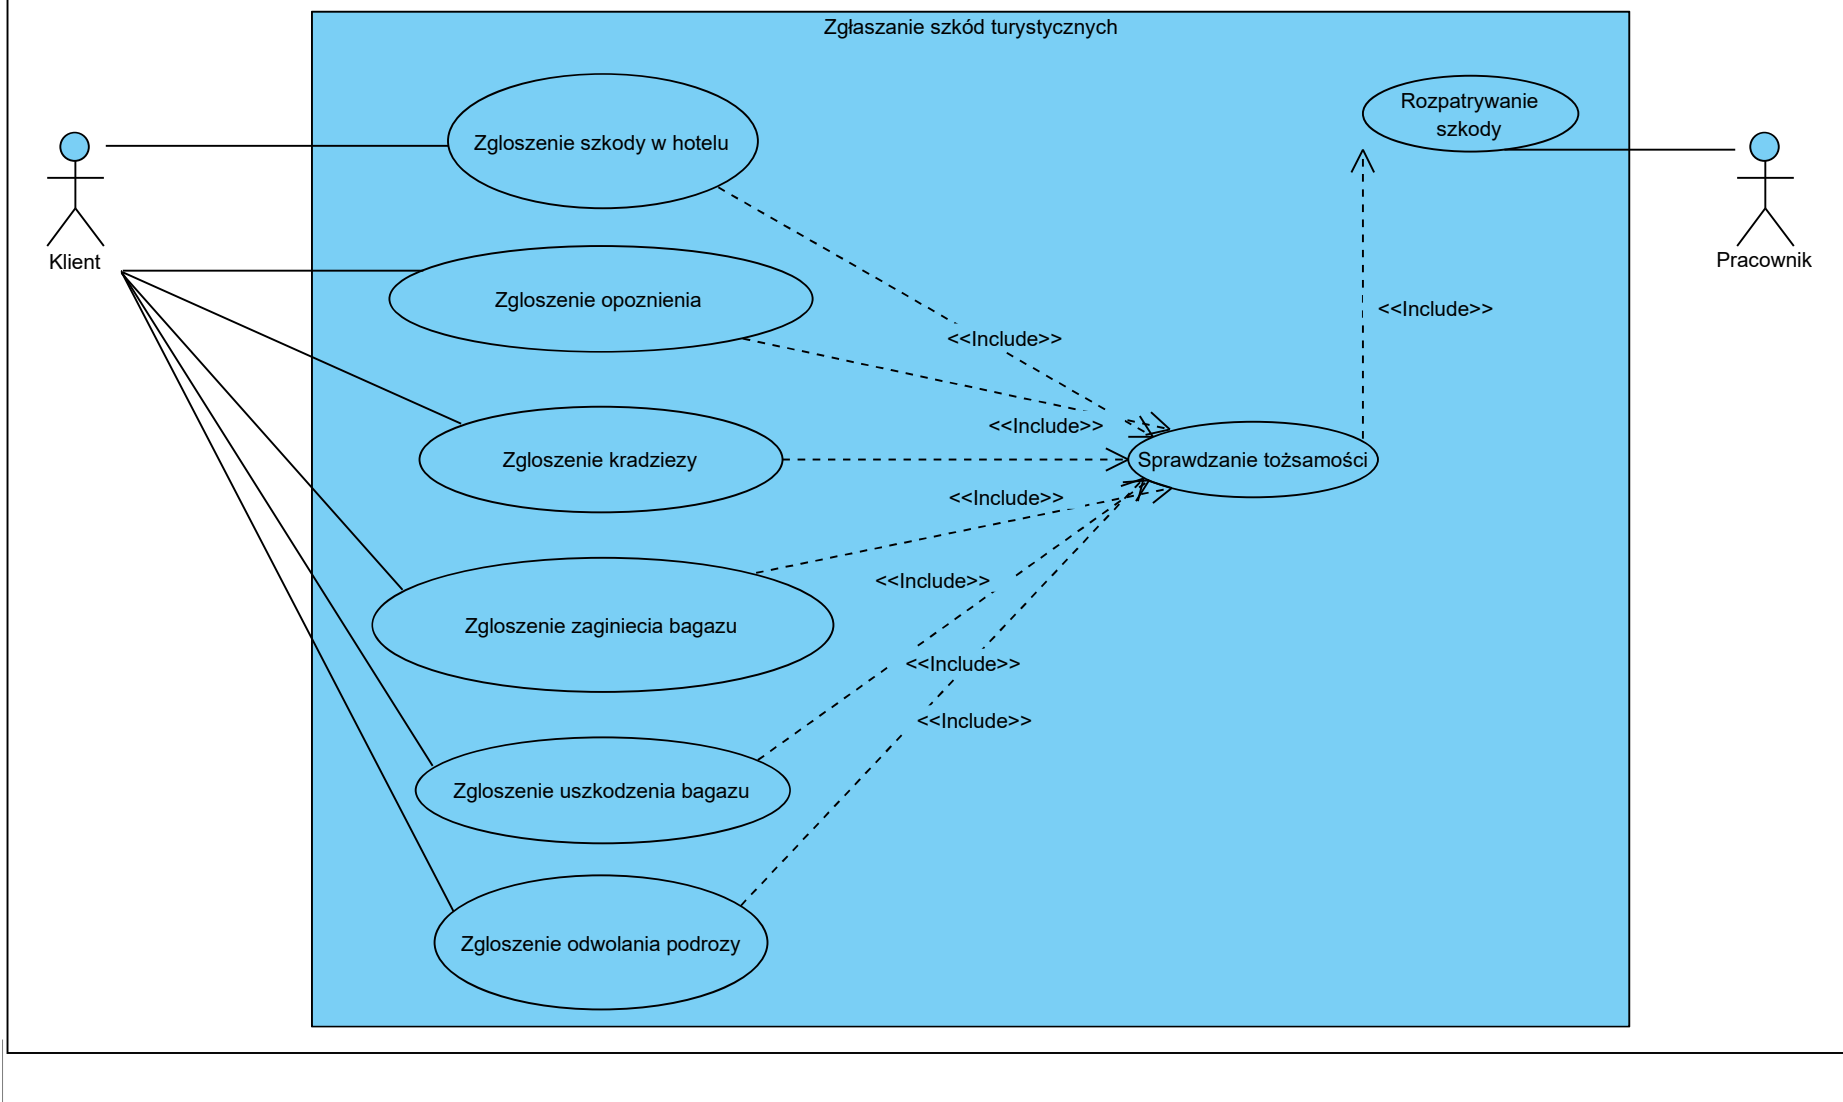 Zgłaszanie szkód turystycznych
Rozpatrywanie
szkody
Zgloszenie szkody w hotelu
Klient
Pracownik
Zgloszenie opoznienia
<<Include>>
<<Include>>
<<Include>>
Zgloszenie kradziezy
Sprawdzanie tożsamości
<<Include>>
<<Include>>
Zgloszenie zaginiecia bagazu
<<Include>>
<<Include>>
Zgloszenie uszkodzenia bagazu
Zgloszenie odwolania podrozy